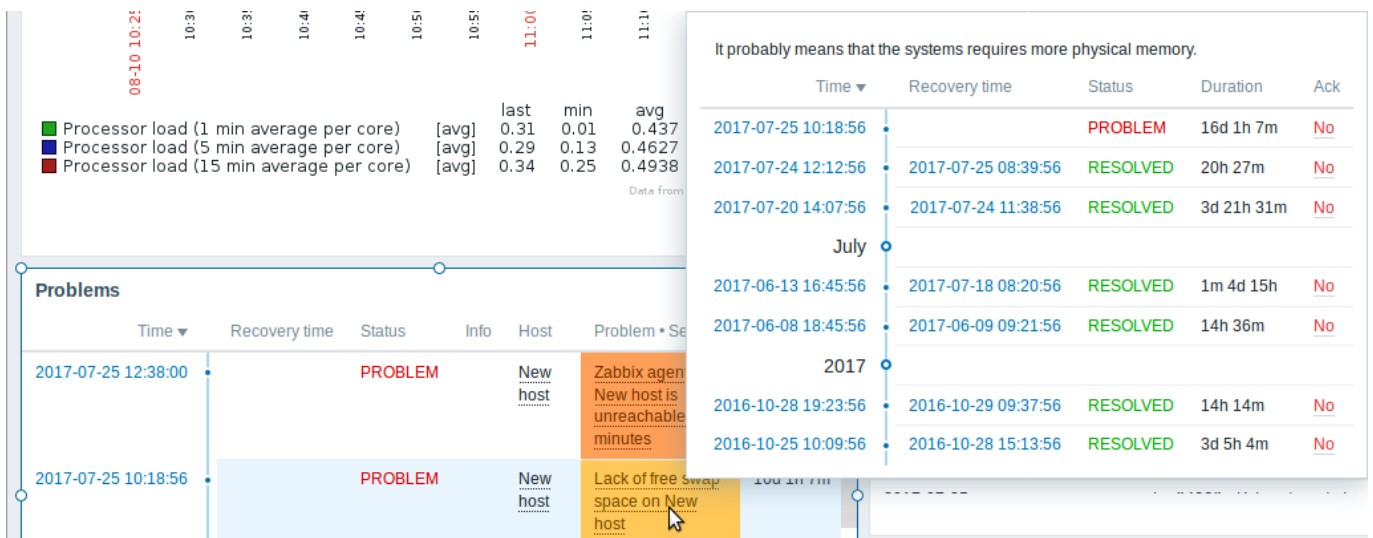 08-10 10:25
10:3
10:3
10:4
10:4
10:5
10:5
11:00
11:0
11:1
last min avg
Processor load (1 min average per core) [avg] 0.31 0.01 0.437
Processor load (5 min average per core) [avg] 0.29 0.13 0.4627
Processor load (15 min average per core) [avg] 0.34 0.25 0.4938
Data from
Problems
Time ▼ Recovery time Status Info Host Problem • Se
2017-07-25 12:38:00 PROBLEM New host
Zabbix agen
New host is
unreachable
minutes
2017-07-25 10:18:56 PROBLEM New host
Lack of free swap
space on New
host
It probably means that the systems requires more physical memory.
Time ▼ Recovery time Status Duration Ack
2017-07-25 10:18:56 PROBLEM 16d 1h 7m No
2017-07-24 12:12:56 2017-07-25 08:39:56 RESOLVED 20h 27m No
2017-07-20 14:07:56 2017-07-24 11:38:56 RESOLVED 3d 21h 31m No
July
2017-06-13 16:45:56 2017-07-18 08:20:56 RESOLVED 1m 4d 15h No
2017-06-08 18:45:56 2017-06-09 09:21:56 RESOLVED 14h 36m No
2017
2016-10-28 19:23:56 2016-10-29 09:37:56 RESOLVED 14h 14m No
2016-10-25 10:09:56 2016-10-28 15:13:56 RESOLVED 3d 5h 4m No